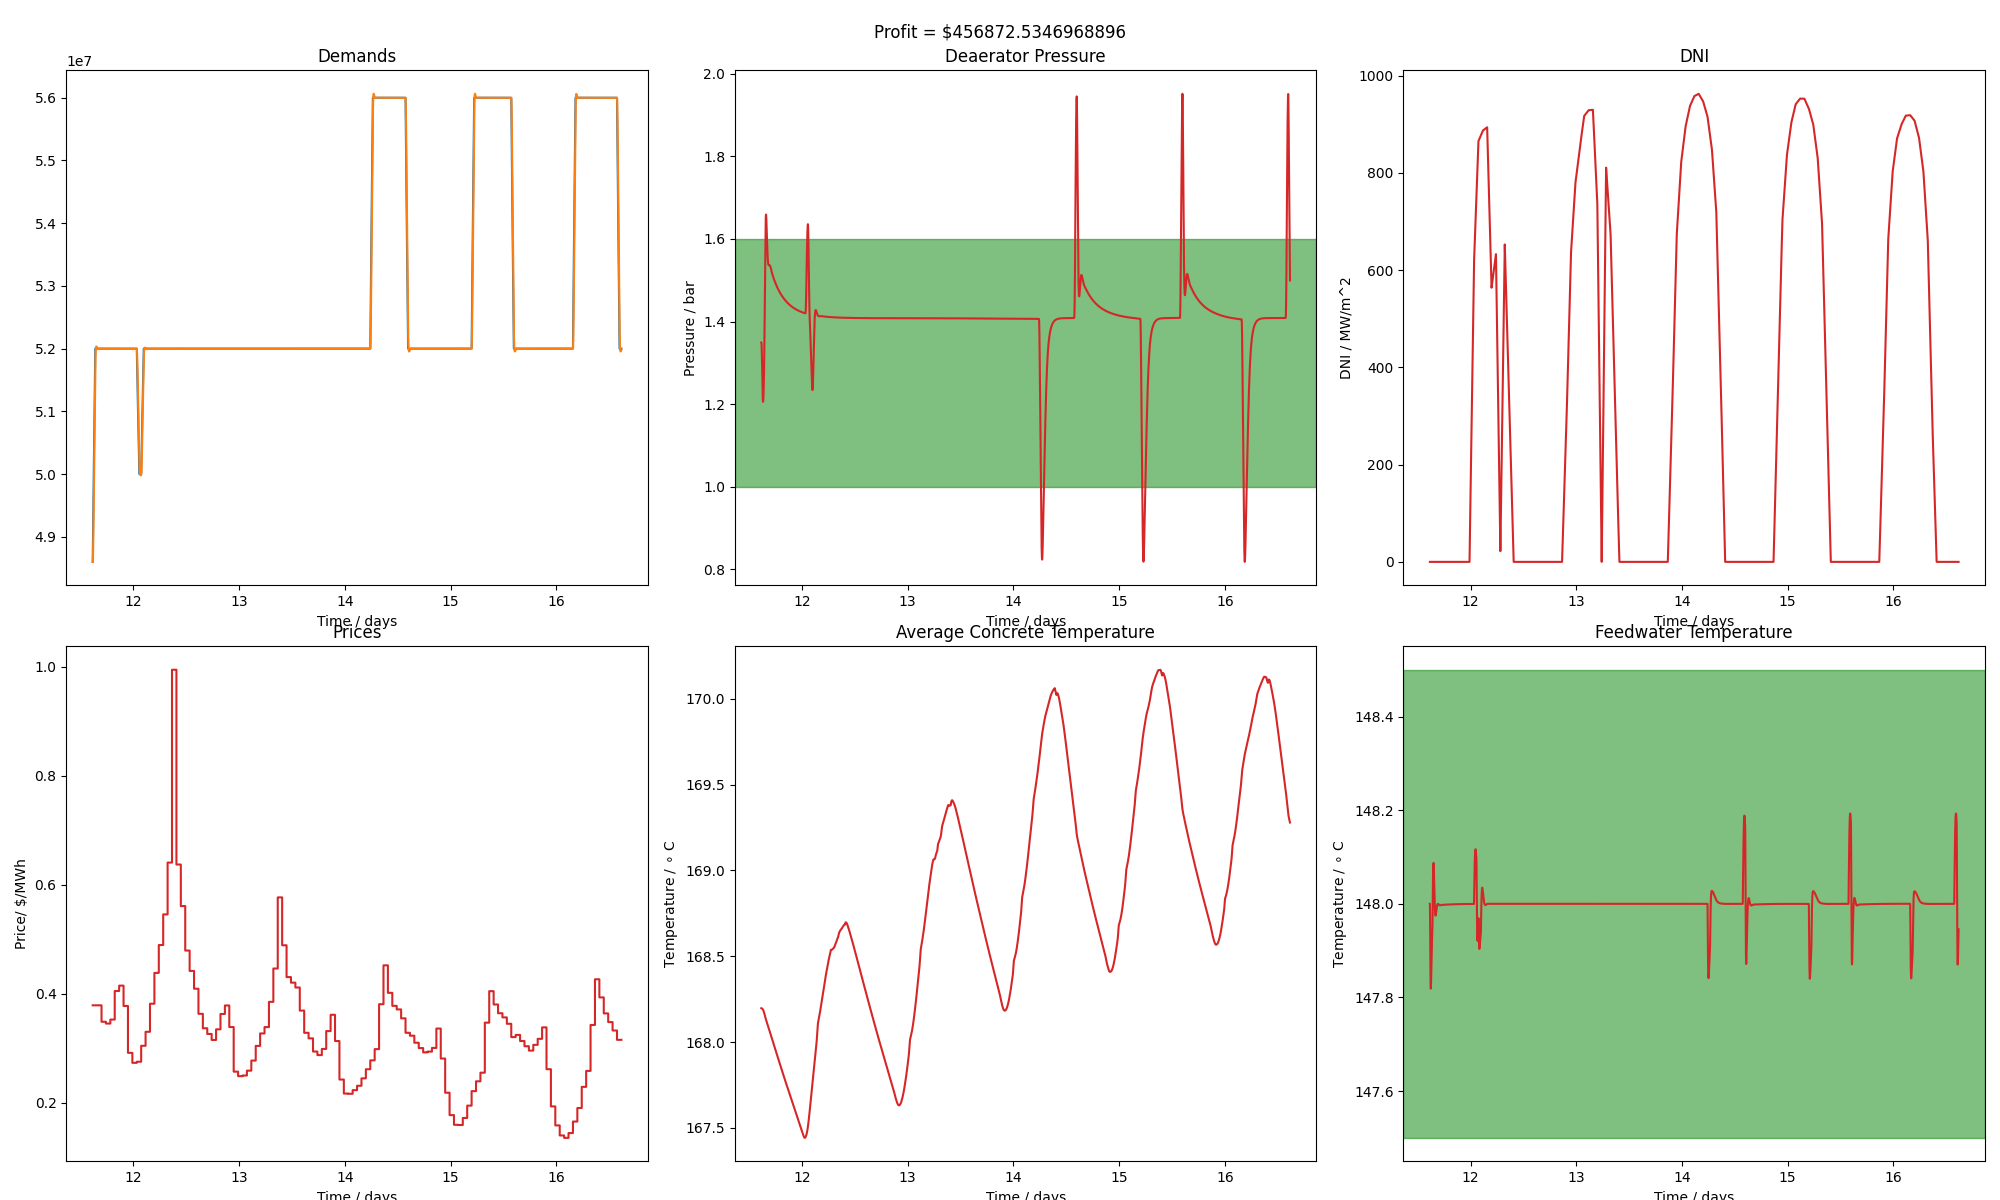 Profit = $456872.5346968896
Demands
1e7
5.6
5.5
5.4
5.3
5.2
5.1
5.0
4.9
12 13 14 15 16
Time / days
Deaerator Pressure
Pressure / bar
2.0
1.8
1.6
1.4
1.2
1.0
0.8
12 13 14 15 16
Time / days
DNI
DNI / MW/m^2
1000
800
600
400
200
0
12 13 14 15 16
Time / days
Prices
Price/ $/MWh
1.0
0.8
0.6
0.4
0.2
12 13 14 15 16
Time / days
Average Concrete Temperature
Temperature / ∘ C
170.0
169.5
169.0
168.5
168.0
167.5
12 13 14 15 16
Time / days
Feedwater Temperature
Temperature / ∘ C
148.4
148.2
148.0
147.8
147.6
12 13 14 15 16
Time / days